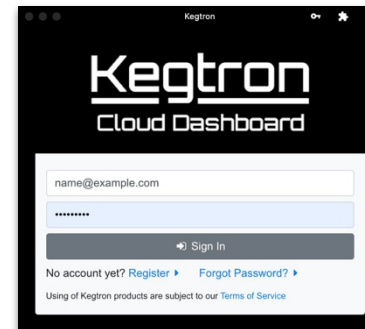 Kegtron
Kegtron
Cloud Dashboard
name@example.com
•••••••••
Sign In
No account yet? Register Forgot Password?
Using of Kegtron products are subject to our Terms of Service